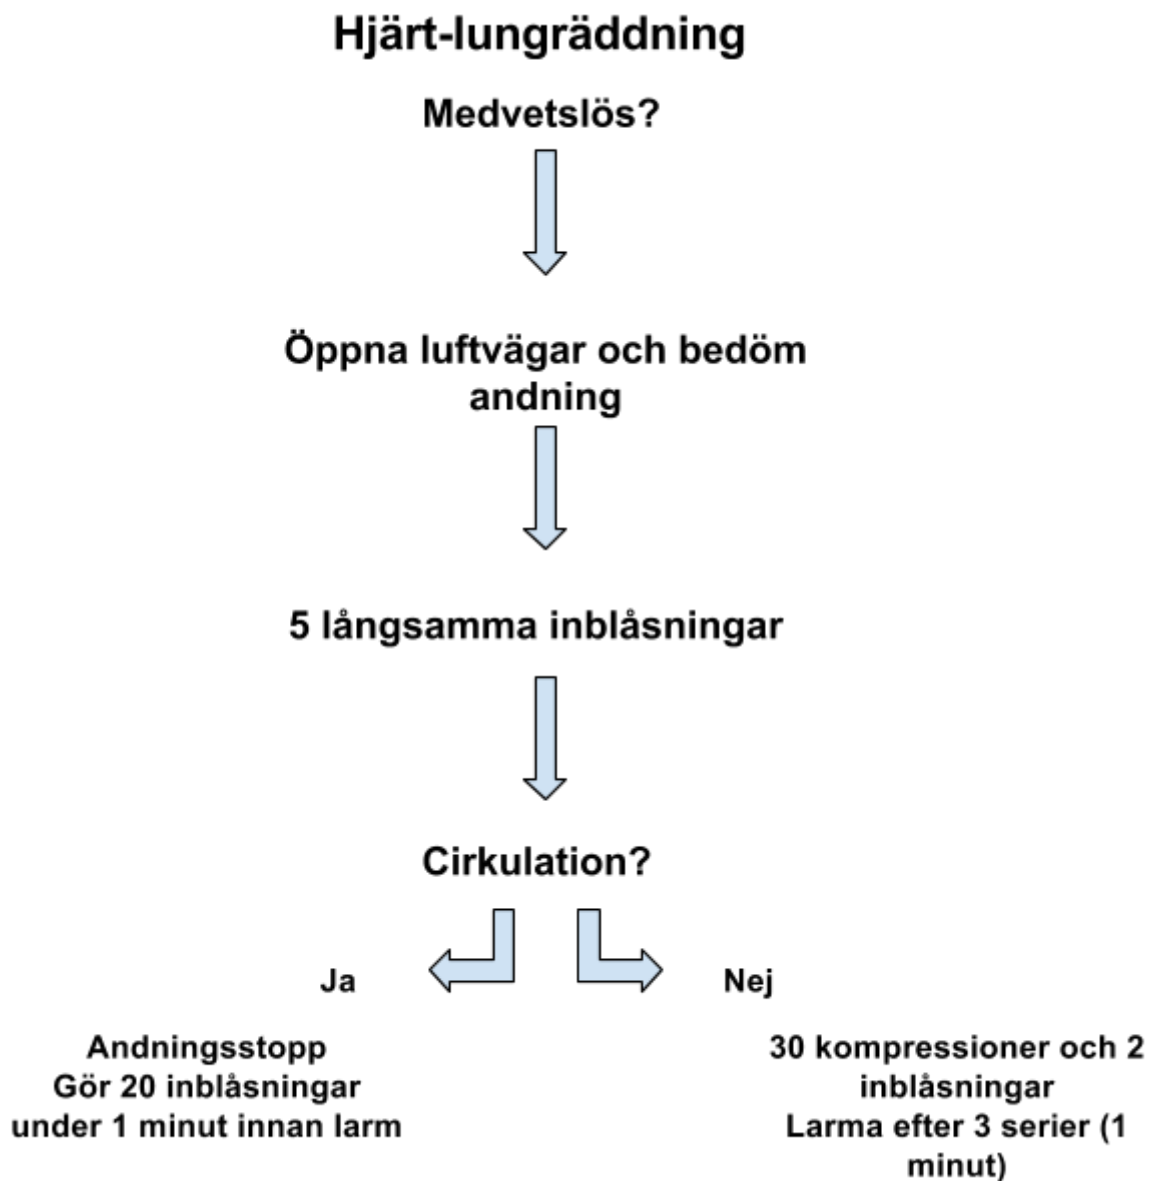 Hjärt-lungräddning
Medvetslös?
Öppna luftvägar och bedöm
andning
5 långsamma inblåsningar
Cirkulation?
Ja
Nej
Andningsstopp
Gör 20 inblåsningar
under 1 minut innan larm
30 kompressioner och 2
inblåsningar
Larma efter 3 serier (1
minut)